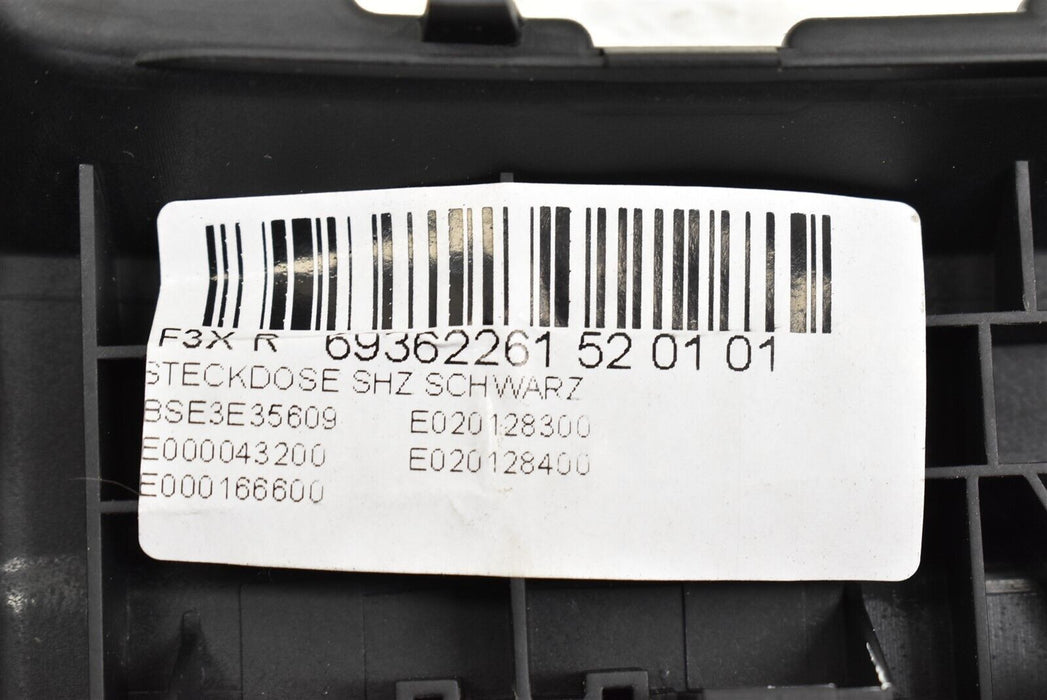 F3X R 69362261 52 01 01
STECKDOSE SHZ SCHWARZ
BSE3E35609 E020128300
E000043200 E020128400
E000166600